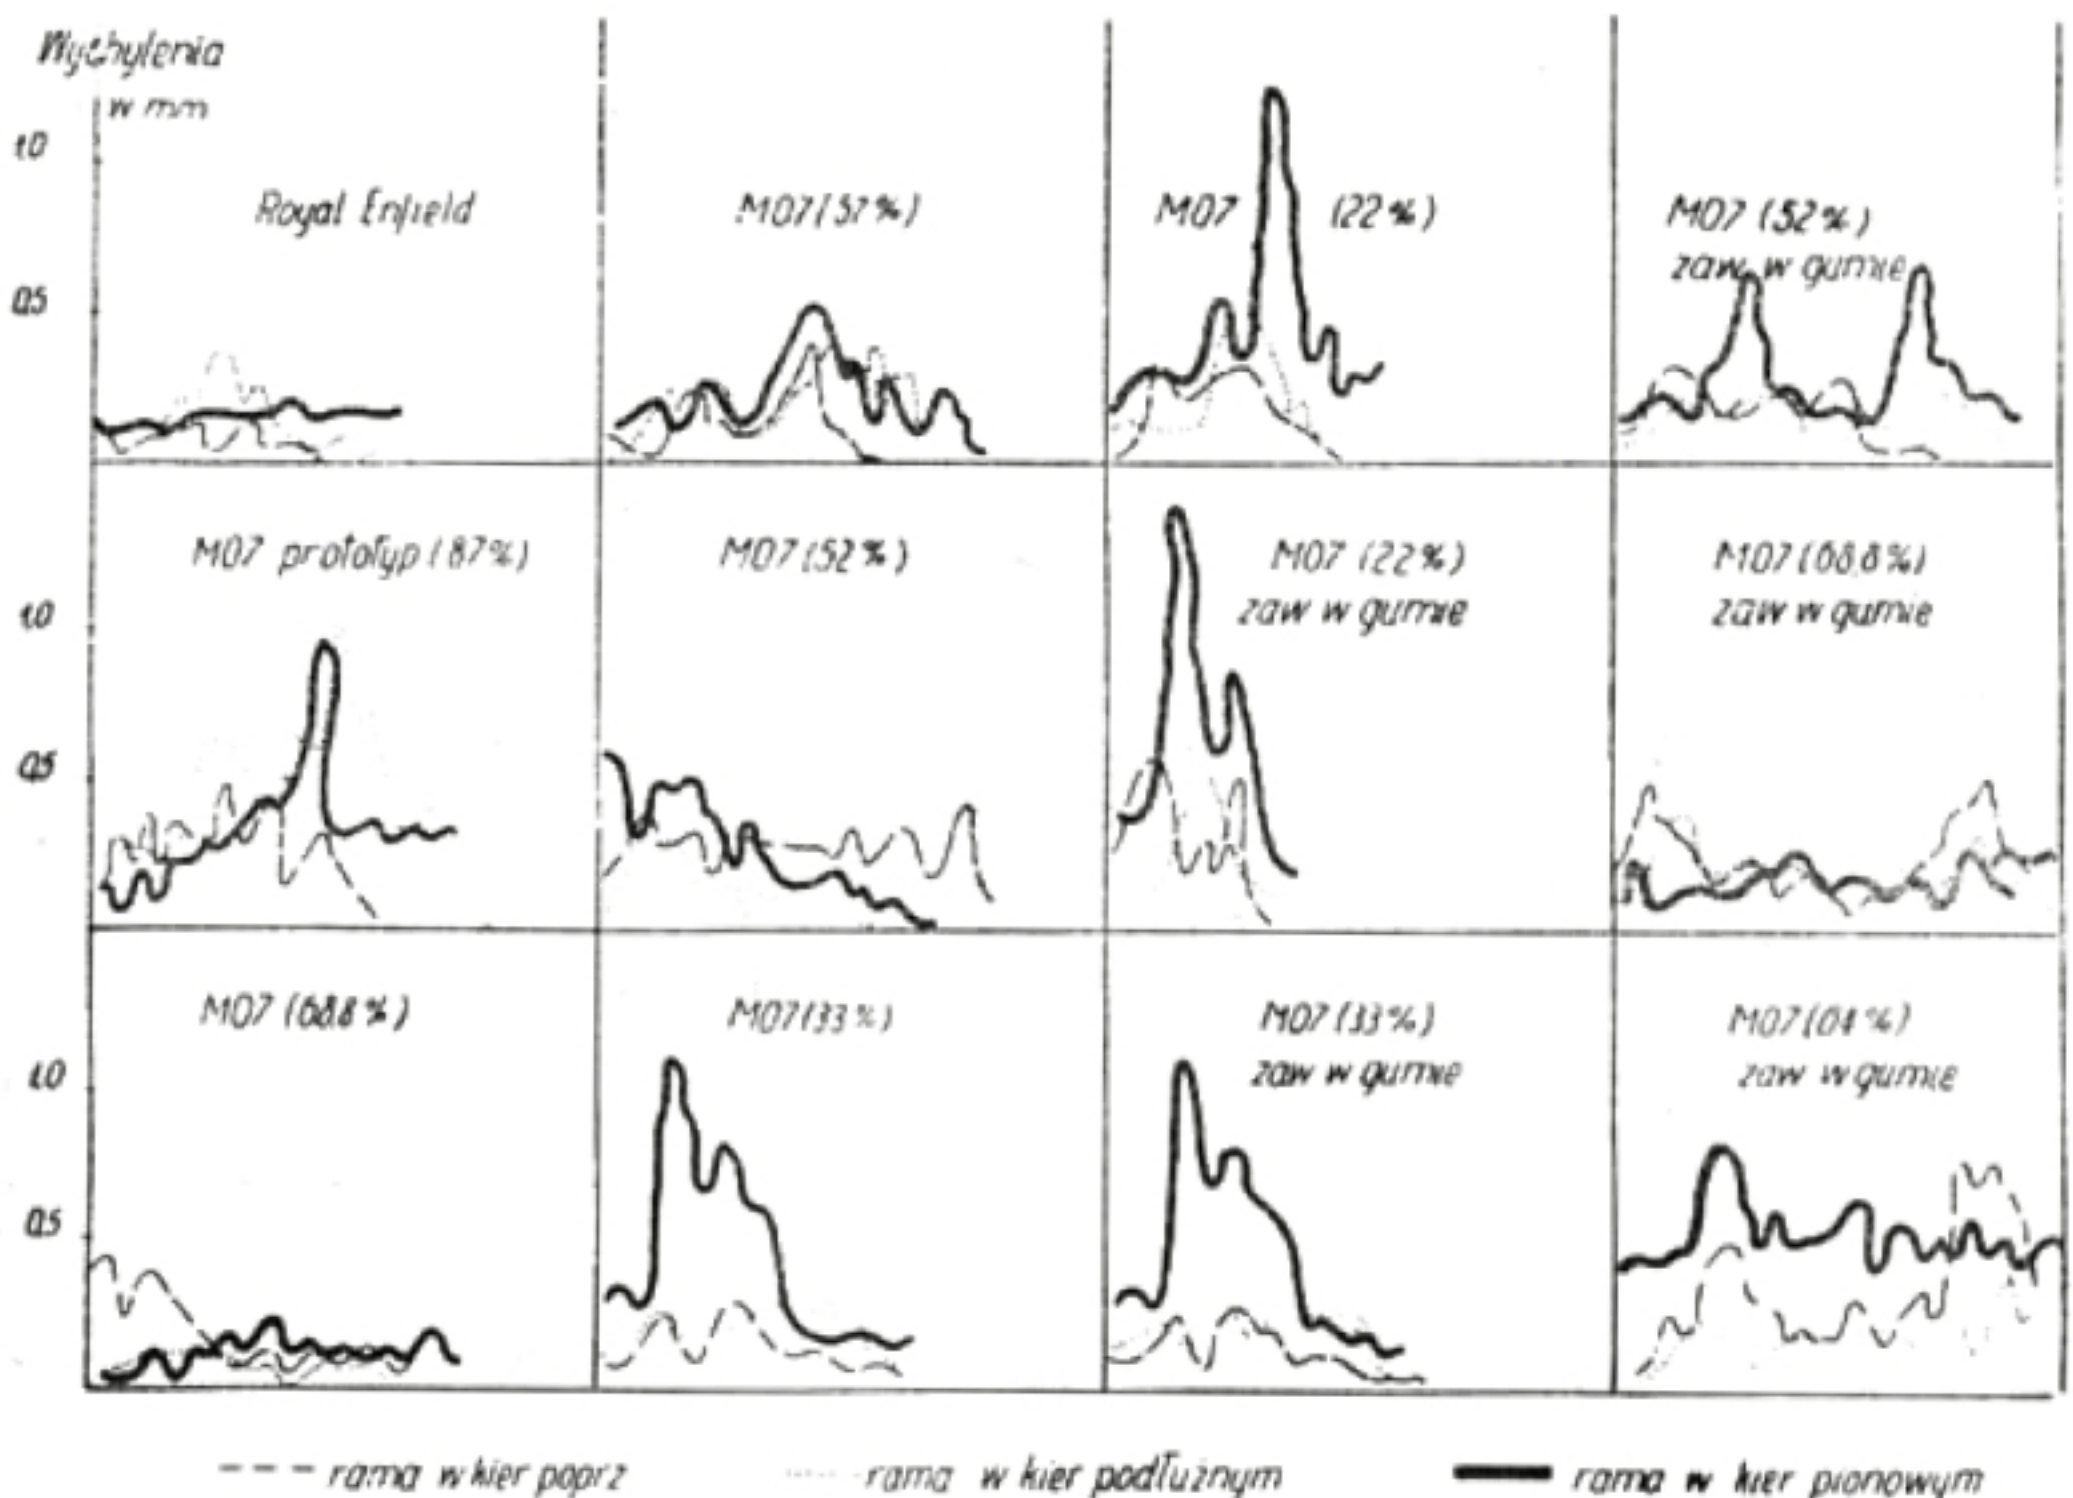 Wychylenia
w mm
1.0
0.5
Royal Enfield
M07 (57%)
M07 (22%)
M07 (52%)
zaw w gumie
1.0
0.5
M07 prototyp (87%)
M07 (52%)
M07 (22%)
zaw w gumie
M07 (68.8%)
zaw w gumie
1.0
0.5
M07 (68.8%)
M07 (33%)
M07 (33%)
zaw w gumie
M07
zaw w gumie
rama w kier poprz
rama w kier podłużnym
rama w kier pionowym